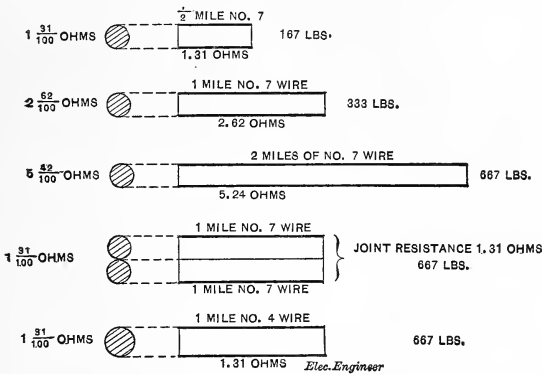 1/2 MILE NO. 7
1 31/100 OHMS 167 LBS.
1.31 OHMS
1 MILE NO. 7 WIRE
2 62/100 OHMS 333 LBS.
2.62 OHMS
2 MILES OF NO. 7 WIRE
5 42/100 OHMS 667 LBS.
5.24 OHMS
1 MILE NO. 7 WIRE
1 31/100 OHMS JOINT RESISTANCE 1.31 OHMS
667 LBS.
1 MILE NO. 7 WIRE
1 MILE NO. 4 WIRE
1 31/100 OHMS 667 LBS.
1.31 OHMS Elec. Engineer